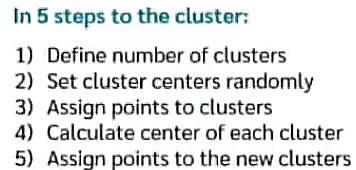 In 5 steps to the cluster:
1) Define number of clusters
2) Set cluster centers randomly
3) Assign points to clusters
4) Calculate center of each cluster
5) Assign points to the new clusters